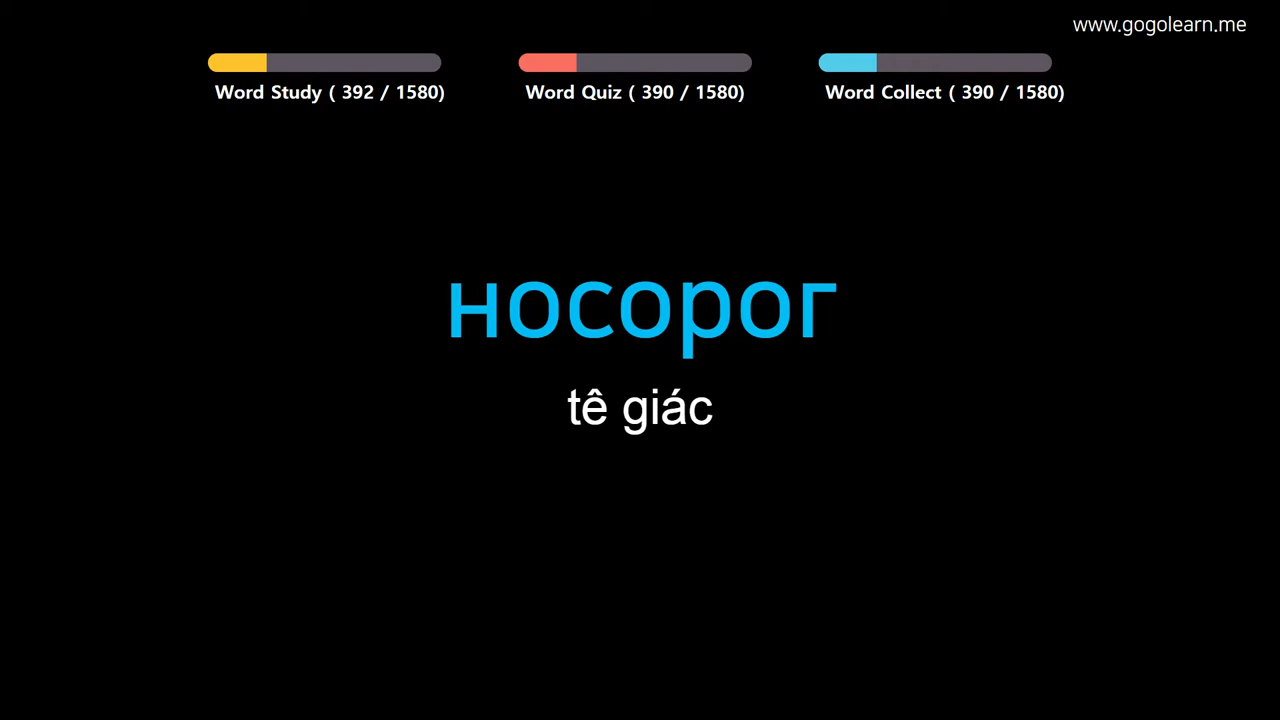 www.gogolearn.me
Word Study ( 392 / 1580)
Word Quiz ( 390 / 1580)
Word Collect ( 390 / 1580)
носорог
tê giác